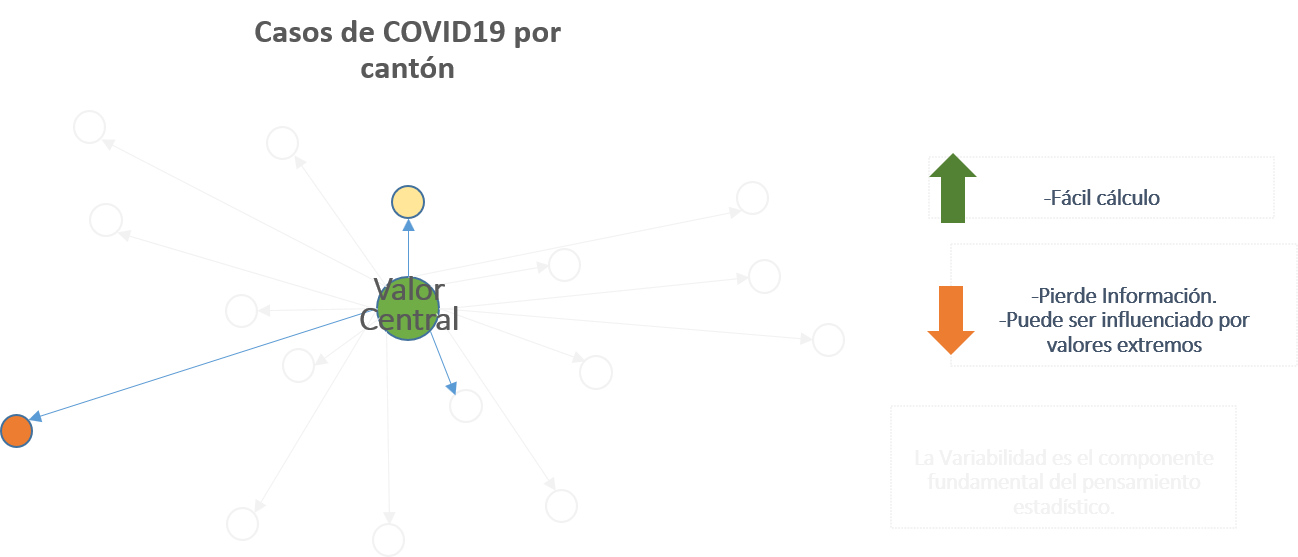 Casos de COVID19 por
cantón
Valor
Central
-Fácil cálculo
-Pierde Información.
-Puede ser influenciado por
valores extremos
La Variabilidad es el componente
fundamental del pensamiento
estadístico.